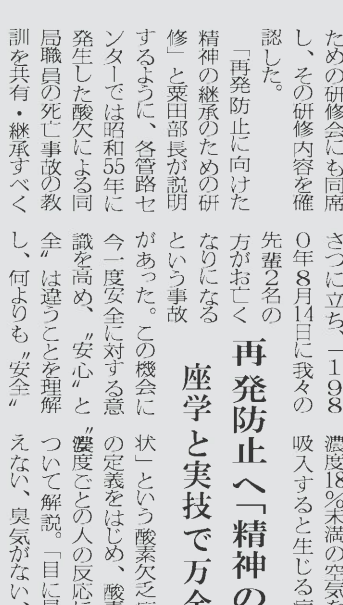 ための研修会にも同席
し、その研修内容を確
認した。
「再発防止に向けた
精神の継承のための研
修」と粟田部長が説明
するように、各管路セ
ンターでは昭和55年に
発生した酸欠による同
局職員の死亡事故の教
訓を共有・継承すべく
さつに立ち、一198
0年8月14日に我々の
先輩2名の
方がお亡く
なりになる
という事故
があった。この機会に
今一度安全に対する意
識を高め、〝安心〟と〝安
全〟は違うことを理解
し、何よりも〝安全〟
再発防止へ「精神の
座学と実技で万全
濃度18%未満の空気を
吸入すると生じる症
状」という酸素欠乏症
の定義をはじめ、酸素
濃度ごとの人の反応に
ついて解説。「目に見
えない、臭気がない、